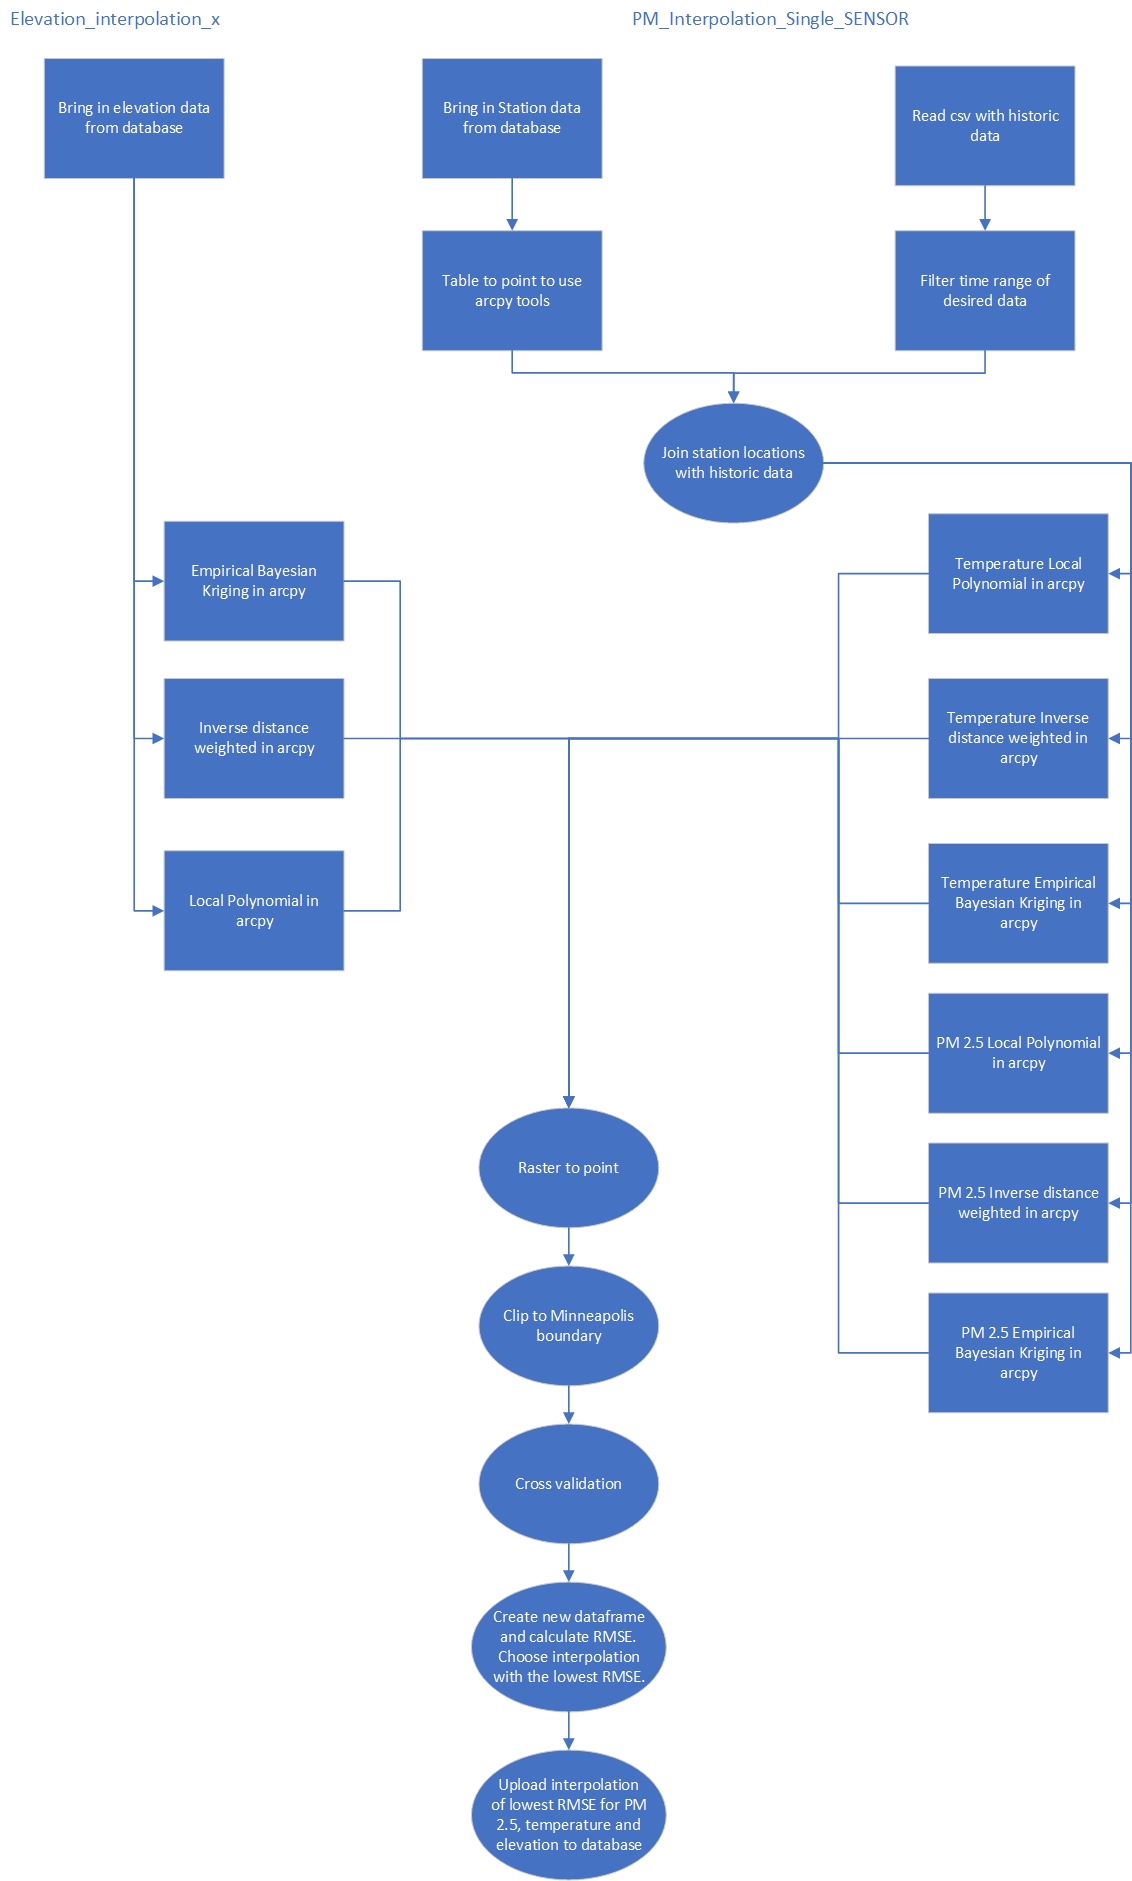 Elevation_interpolation_x
PM_Interpolation_Single_SENSOR
Bring in elevation data
from database
Bring in Station data
from database
Read csv with historic
data
Table to point to use
arcpy tools
Filter time range of
desired data
Join station locations
with historic data
Empirical Bayesian
Kriging in arcpy
Temperature Local
Polynomial in arcpy
Inverse distance
weighted in arcpy
Temperature Inverse
distance weighted in
arcpy
Local Polynomial in
arcpy
Temperature Empirical
Bayesian Kriging in
arcpy
PM 2.5 Local Polynomial
in arcpy
Raster to point
PM 2.5 Inverse distance
weighted in arcpy
Clip to Minneapolis
boundary
PM 2.5 Empirical
Bayesian Kriging in
arcpy
Cross validation
Create new dataframe
and calculate RMSE.
Choose interpolation
with the lowest RMSE.
Upload interpolation
of lowest RMSE for PM
2.5, temperature and
elevation to database